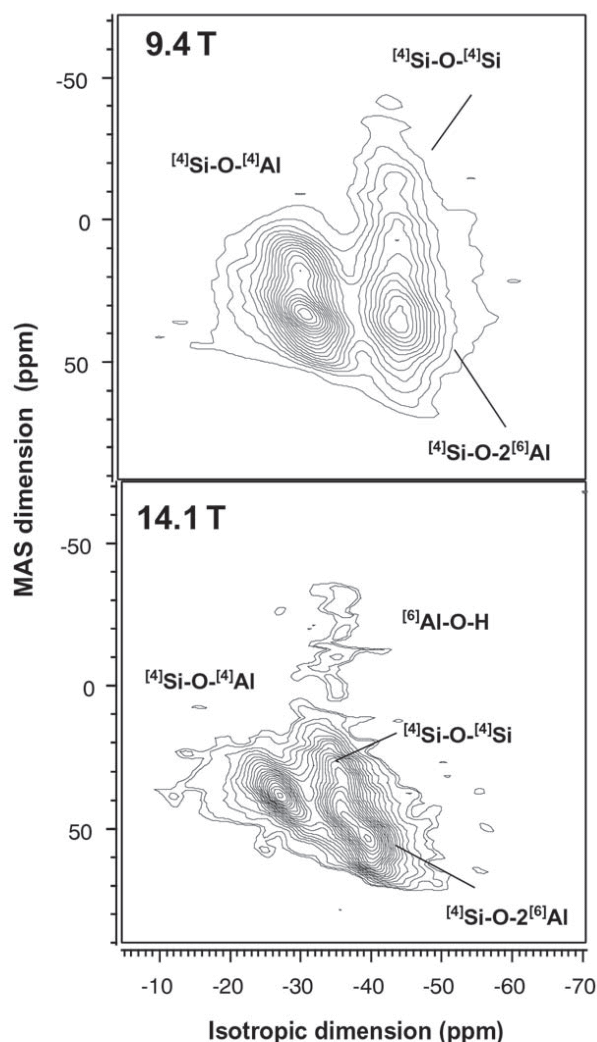 9.4 T
[4]Si-O-[4]Si
[4]Si-O-[4]Al
-50
0
50
[4]Si-O-2[6]Al
MAS dimension (ppm)
14.1 T
-50
[6]Al-O-H
[4]Si-O-[4]Al
0
[4]Si-O-[4]Si
50
[4]Si-O-2[6]Al
-10 -20 -30 -40 -50 -60 -70
Isotropic dimension (ppm)